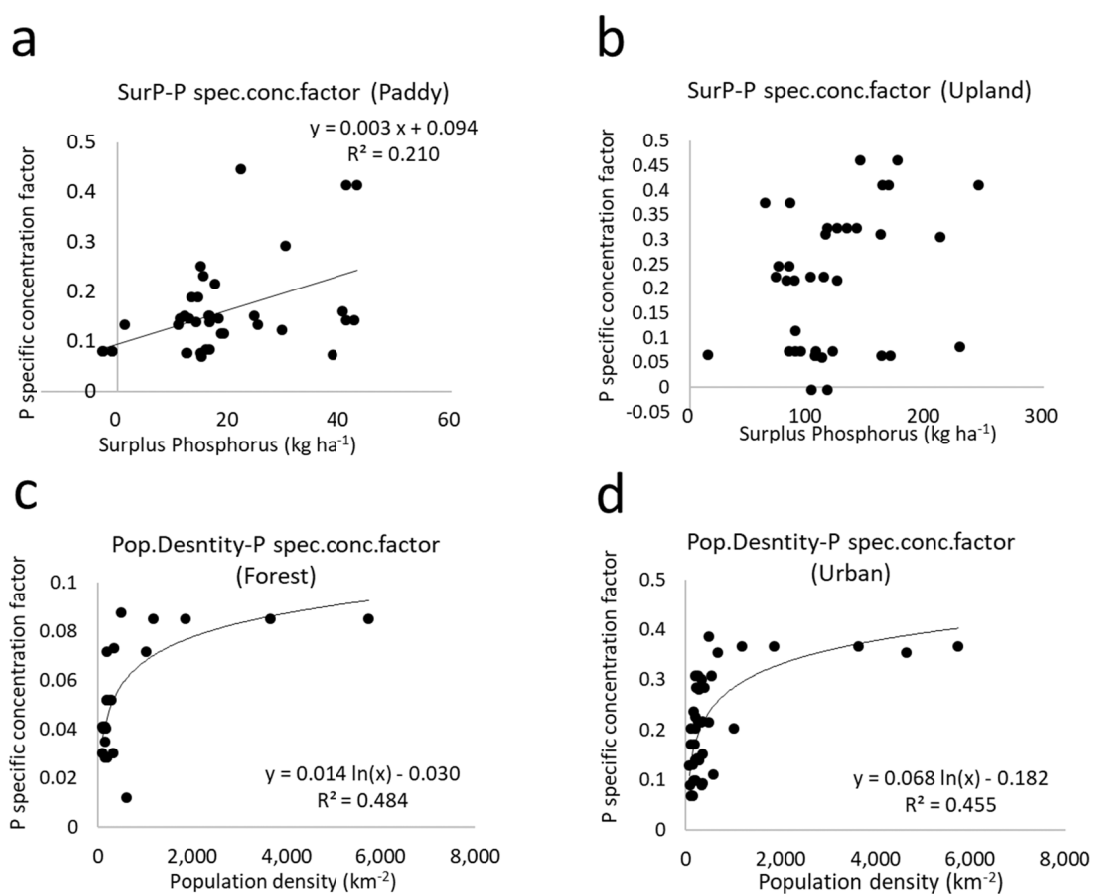 a
SurP-P spec.conc.factor (Paddy)
y = 0.003 x + 0.094
R² = 0.210
P specific concentration factor
0.5
0.4
0.3
0.2
0.1
0
0 20 40 60
Surplus Phosphorus (kg ha⁻¹)
b
SurP-P spec.conc.factor (Upland)
P specific concentration factor
0.5
0.45
0.4
0.35
0.3
0.25
0.2
0.15
0.1
0.05
0
-0.05
0 100 200 300
Surplus Phosphorus (kg ha⁻¹)
c
Pop.Desntity-P spec.conc.factor
(Forest)
P specific concentration factor
0.1
0.08
0.06
0.04
0.02
0
y = 0.014 ln(x) - 0.030
R² = 0.484
0 2,000 4,000 6,000 8,000
Population density (km⁻²)
d
Pop.Desntity-P spec.conc.factor
(Urban)
P specific concentration factor
0.5
0.4
0.3
0.2
0.1
0
y = 0.068 ln(x) - 0.182
R² = 0.455
0 2,000 4,000 6,000 8,000
Population density (km⁻²)